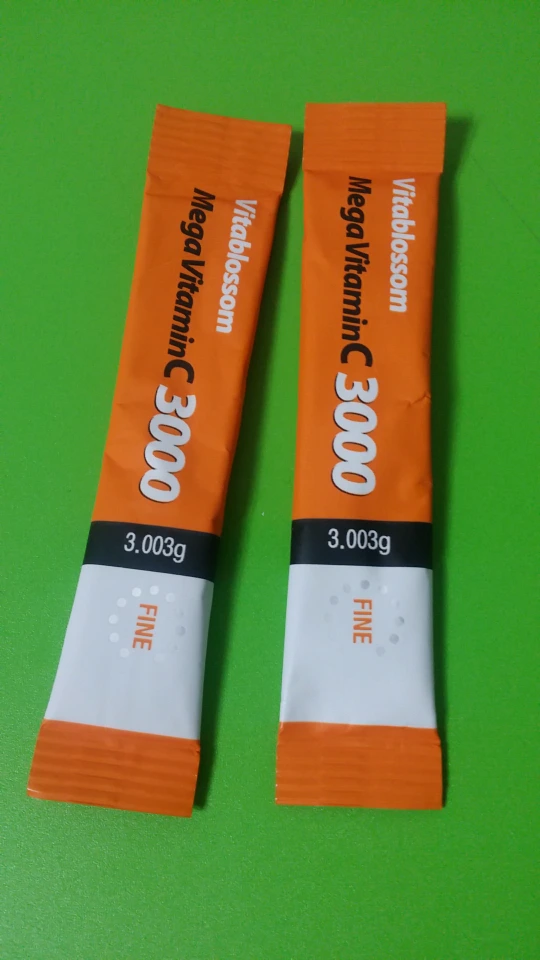 Vitablossom
Mega Vitamin C 3000
3.003g
FINE
Vitablossom
Mega Vitamin C 3000
3.003g
FINE